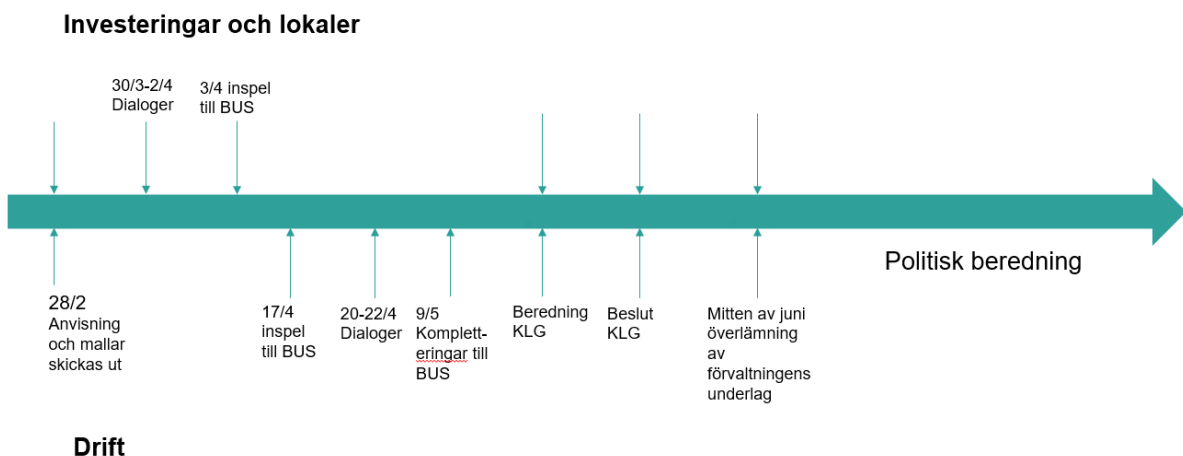 Investeringar och lokaler
30/3-2/4
Dialoger
3/4 inspel
till BUS
Politisk beredning
28/2
Anvisning
och mallar
skickas ut
17/4
inspel
till BUS
20-22/4
Dialoger
9/5
Komplett-
eringar till
BUS
Beredning
KLG
Beslut
KLG
Mitten av juni
överlämning
av
förvaltningens
underlag
Drift